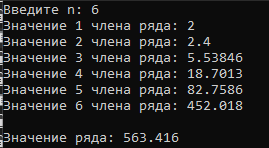 Введите n: 6
Значение 1 члена ряда: 2
Значение 2 члена ряда: 2.4
Значение 3 члена ряда: 5.53846
Значение 4 члена ряда: 18.7013
Значение 5 члена ряда: 82.7586
Значение 6 члена ряда: 452.018
Значение ряда: 563.416